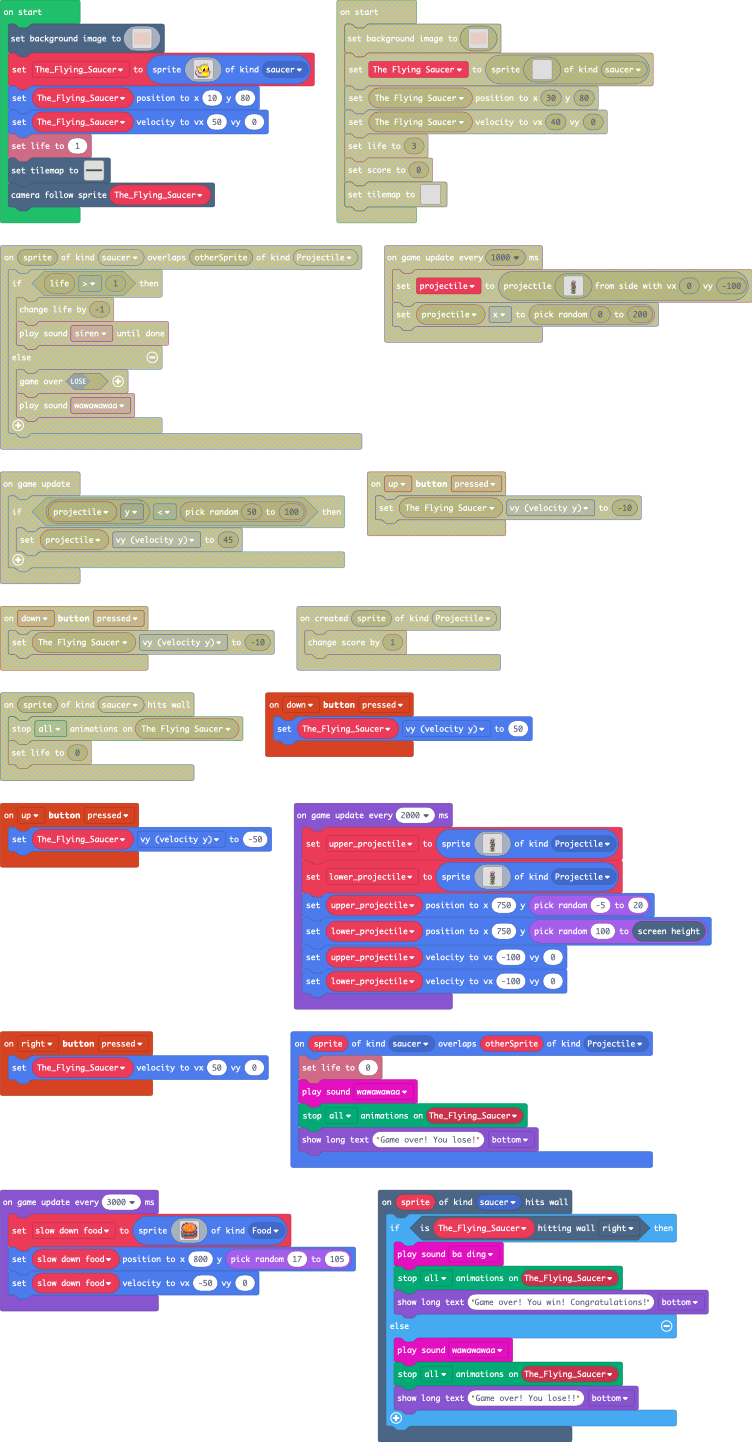 on start
set background image to
set The_Flying_Saucer to sprite of kind saucer
set The_Flying_Saucer position to x 10 y 80
set The_Flying_Saucer velocity to vx 50 vy 0
set life to 1
set tilemap to
camera follow sprite The_Flying_Saucer
on start
set background image to
set The Flying Saucer to sprite of kind saucer
set The Flying Saucer position to x 30 y 80
set The Flying Saucer velocity to vx 40 vy 0
set life to 3
set score to 0
set tilemap to
on sprite of kind saucer overlaps otherSprite of kind Projectile
if life > 1 then
change life by -1
play sound siren until done
else
game over LOSE
play sound wawawawaa
on game update every 1000 ms
set projectile to projectile from side with vx 0 vy -100
set projectile x to pick random 0 to 200
on game update
if projectile y < pick random 50 to 100 then
set projectile vy (velocity y) to 45
on up button pressed
set The Flying Saucer vy (velocity y) to -10
on down button pressed
set The Flying Saucer vy (velocity y) to -10
on created sprite of kind Projectile
change score by 1
on sprite of kind saucer hits wall
stop all animations on The Flying Saucer
set life to 0
on down button pressed
set The_Flying_Saucer vy (velocity y) to 50
on up button pressed
set The_Flying_Saucer vy (velocity y) to -50
on game update every 2000 ms
set upper_projectile to sprite of kind Projectile
set lower_projectile to sprite of kind Projectile
set upper_projectile position to x 750 y pick random -5 to 20
set lower_projectile position to x 750 y pick random 100 to screen height
set upper_projectile velocity to vx -100 vy 0
set lower_projectile velocity to vx -100 vy 0
on right button pressed
set The_Flying_Saucer velocity to vx 50 vy 0
on sprite of kind saucer overlaps otherSprite of kind Projectile
set life to 0
play sound wawawawaa
stop all animations on The_Flying_Saucer
show long text "Game over! You lose!" bottom
on game update every 3000 ms
set slow down food to sprite of kind Food
set slow down food position to x 800 y pick random 17 to 105
set slow down food velocity to vx -50 vy 0
on sprite of kind saucer hits wall
if is The_Flying_Saucer hitting wall right then
play sound ba ding
stop all animations on The_Flying_Saucer
show long text "Game over! You win! Congratulations!" bottom
else
play sound wawawawaa
stop all animations on The_Flying_Saucer
show long text "Game over! You lose!!" bottom